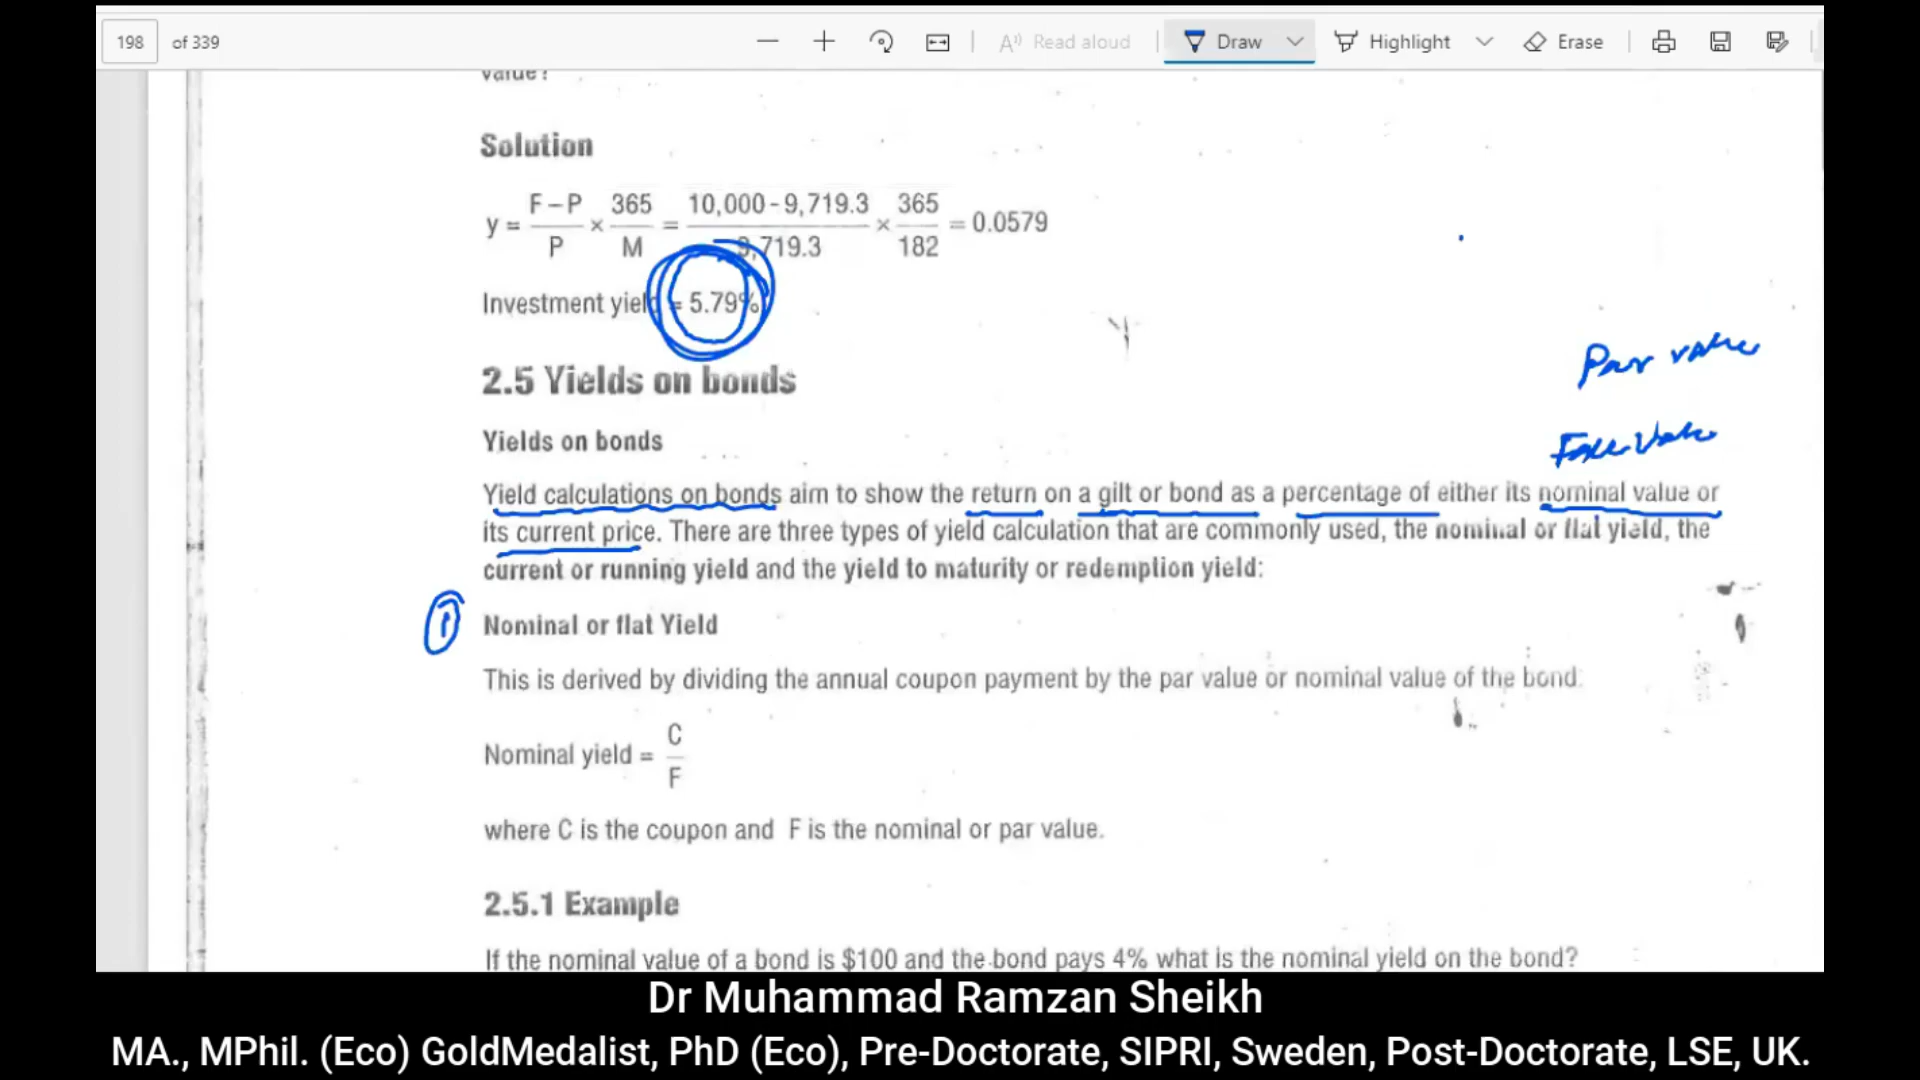 198 of 339 Read aloud Draw Highlight Erase
value?
Solution
y = F – P / P × 365 / M = 10,000 - 9,719.3 / 9,719.3 × 365 / 182 = 0.0579
Investment yield = 5.79%
2.5 Yields on bonds
Par value
Yields on bonds
Face Value
Yield calculations on bonds aim to show the return on a gilt or bond as a percentage of either its nominal value or
its current price. There are three types of yield calculation that are commonly used, the nominal or flat yield, the
current or running yield and the yield to maturity or redemption yield:
1 Nominal or flat Yield
This is derived by dividing the annual coupon payment by the par value or nominal value of the bond.
Nominal yield = C / F
where C is the coupon and F is the nominal or par value.
2.5.1 Example
If the nominal value of a bond is $100 and the bond pays 4% what is the nominal yield on the bond?
Dr Muhammad Ramzan Sheikh
MA., MPhil. (Eco) GoldMedalist, PhD (Eco), Pre-Doctorate, SIPRI, Sweden, Post-Doctorate, LSE, UK.